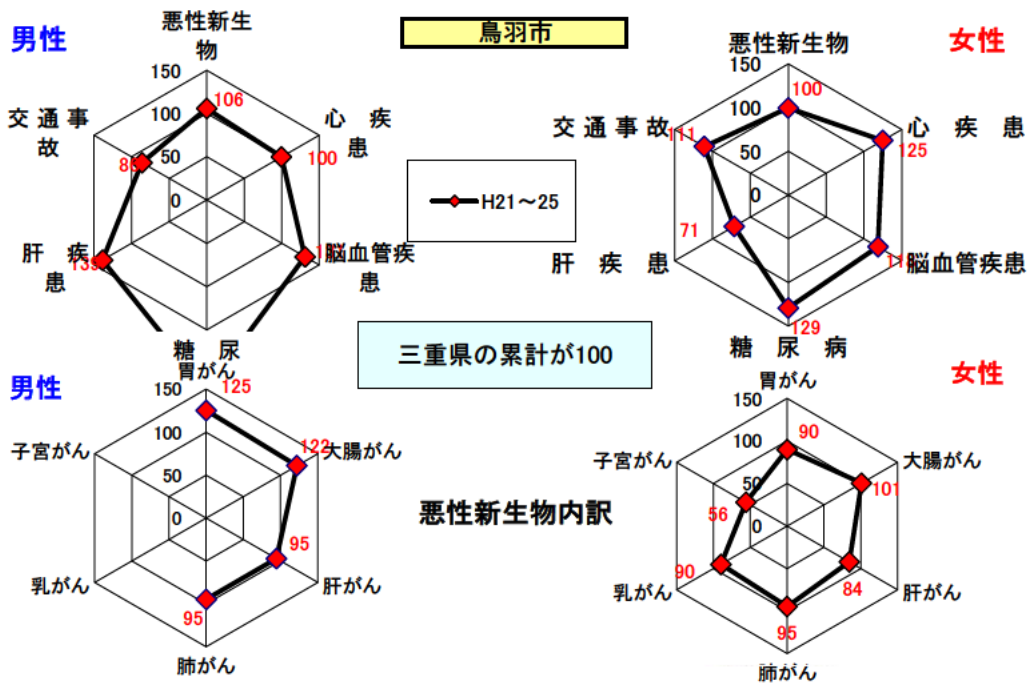 鳥羽市
男性
悪性新生
物
心 疾
患
脳血管疾
患
糖 尿
肝 疾
患
交 通 事
故
150
100
50
0
106
100
139
女性
悪性新生物
心 疾 患
脳血管疾患
糖 尿 病
肝 疾 患
交 通 事 故
150
100
50
0
100
125
129
71
111
H21~25
三重県の累計が100
男性
胃がん
大腸がん
肝がん
肺がん
乳がん
子宮がん
150
100
50
0
125
122
95
95
悪性新生物内訳
女性
胃がん
大腸がん
肝がん
肺がん
乳がん
子宮がん
150
100
50
0
90
101
84
95
90
56